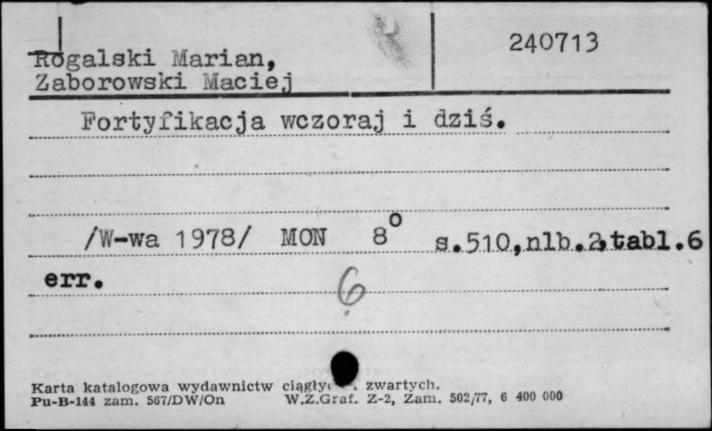 240713
Rogalski Marian,
Zaborowski Maciej
Fortyfikacja wczoraj i dziś.
/W-wa 1978/ MON 8° s.510,nlb.2,tabl.6
err.
6
Karta katalogowa wydawnictw zwartych.
Pu-B-144 zam. 567/DW/On W.Z.Graf. Z-2, Zam. 502/77, 6 400 000